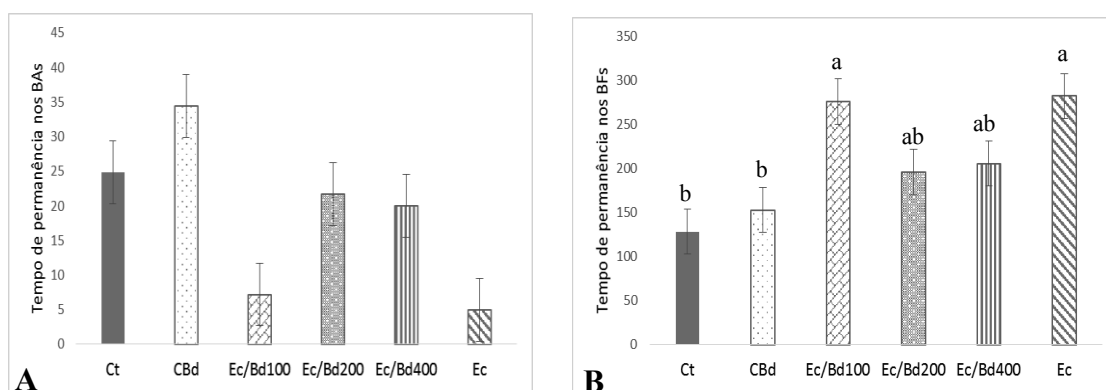 Tempo de permanência nos BAs
45
40
35
30
25
20
15
10
5
0
Ct CBd Ec/Bd100 Ec/Bd200 Ec/Bd400 Ec
A
Tempo de permanência nos BFs
350
300
250
200
150
100
50
0
b b a ab ab a
Ct CBd Ec/Bd100 Ec/Bd200 Ec/Bd400 Ec
B